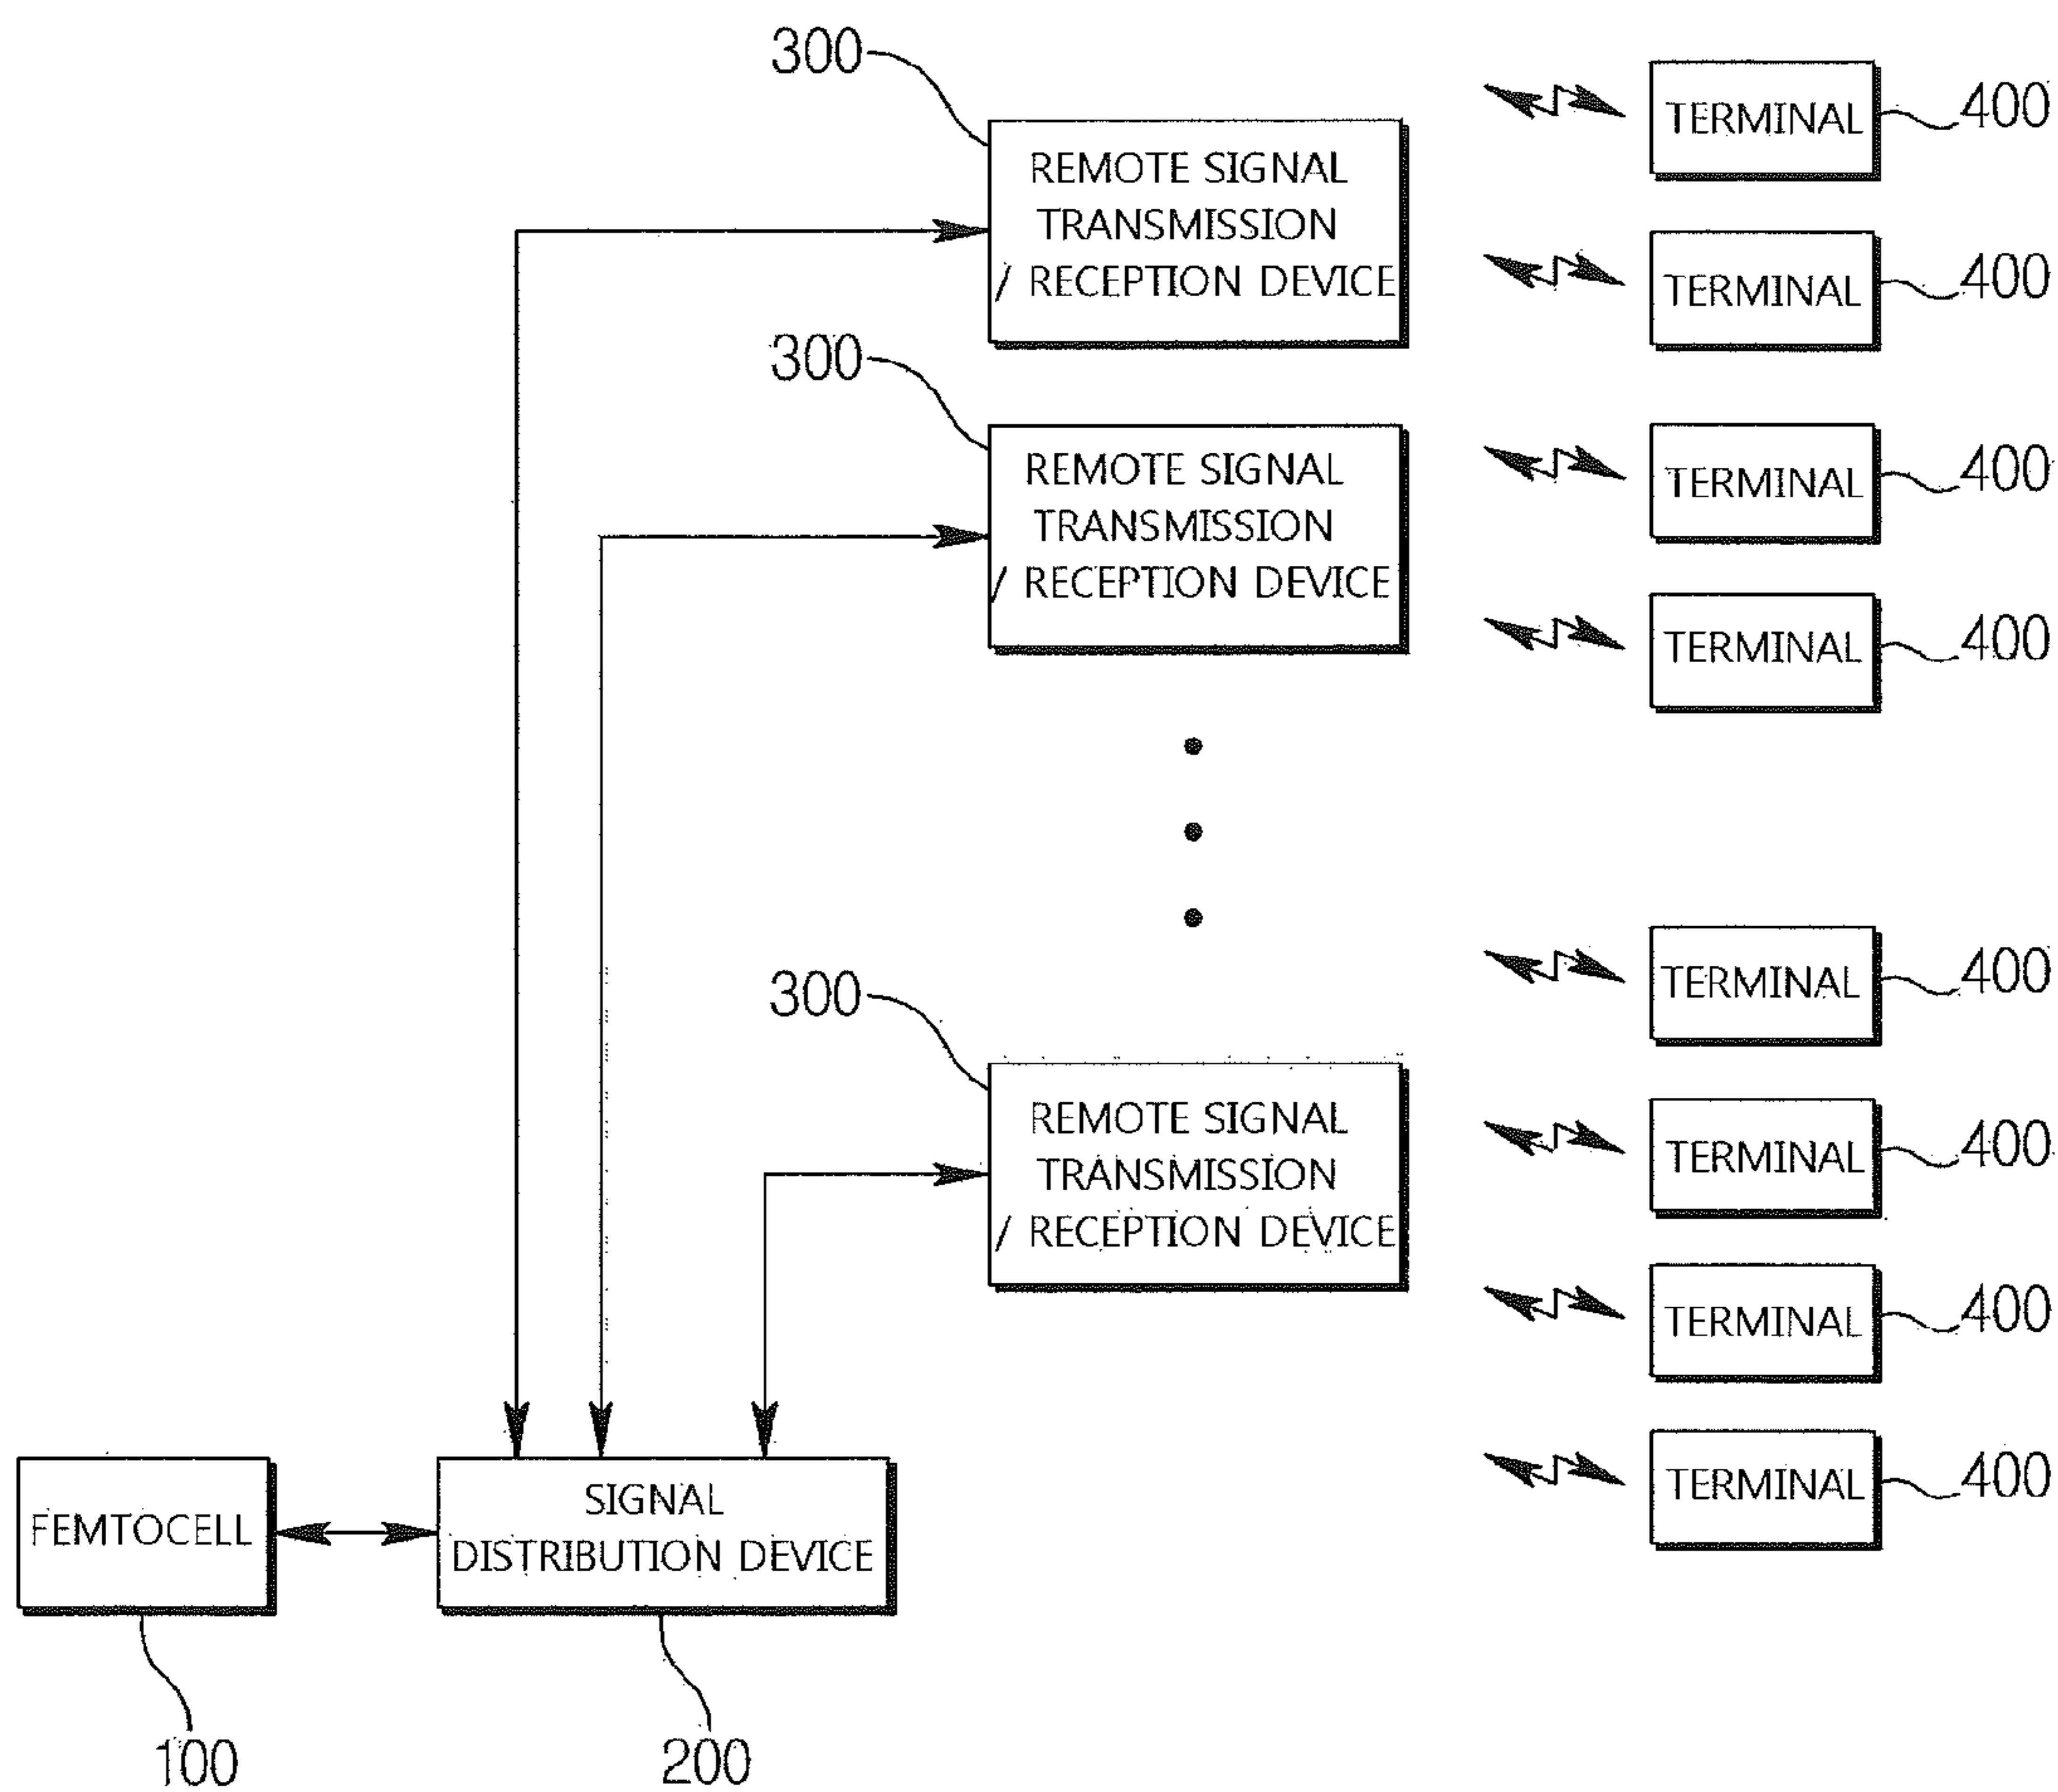 300
REMOTE SIGNAL
TRANSMISSION
/ RECEPTION DEVICE
TERMINAL
400
TERMINAL
400
300
REMOTE SIGNAL
TRANSMISSION
/ RECEPTION DEVICE
TERMINAL
400
TERMINAL
400
300
REMOTE SIGNAL
TRANSMISSION
/ RECEPTION DEVICE
TERMINAL
400
TERMINAL
400
TERMINAL
400
TERMINAL
400
FEMTOCELL
100
SIGNAL
DISTRIBUTION DEVICE
200